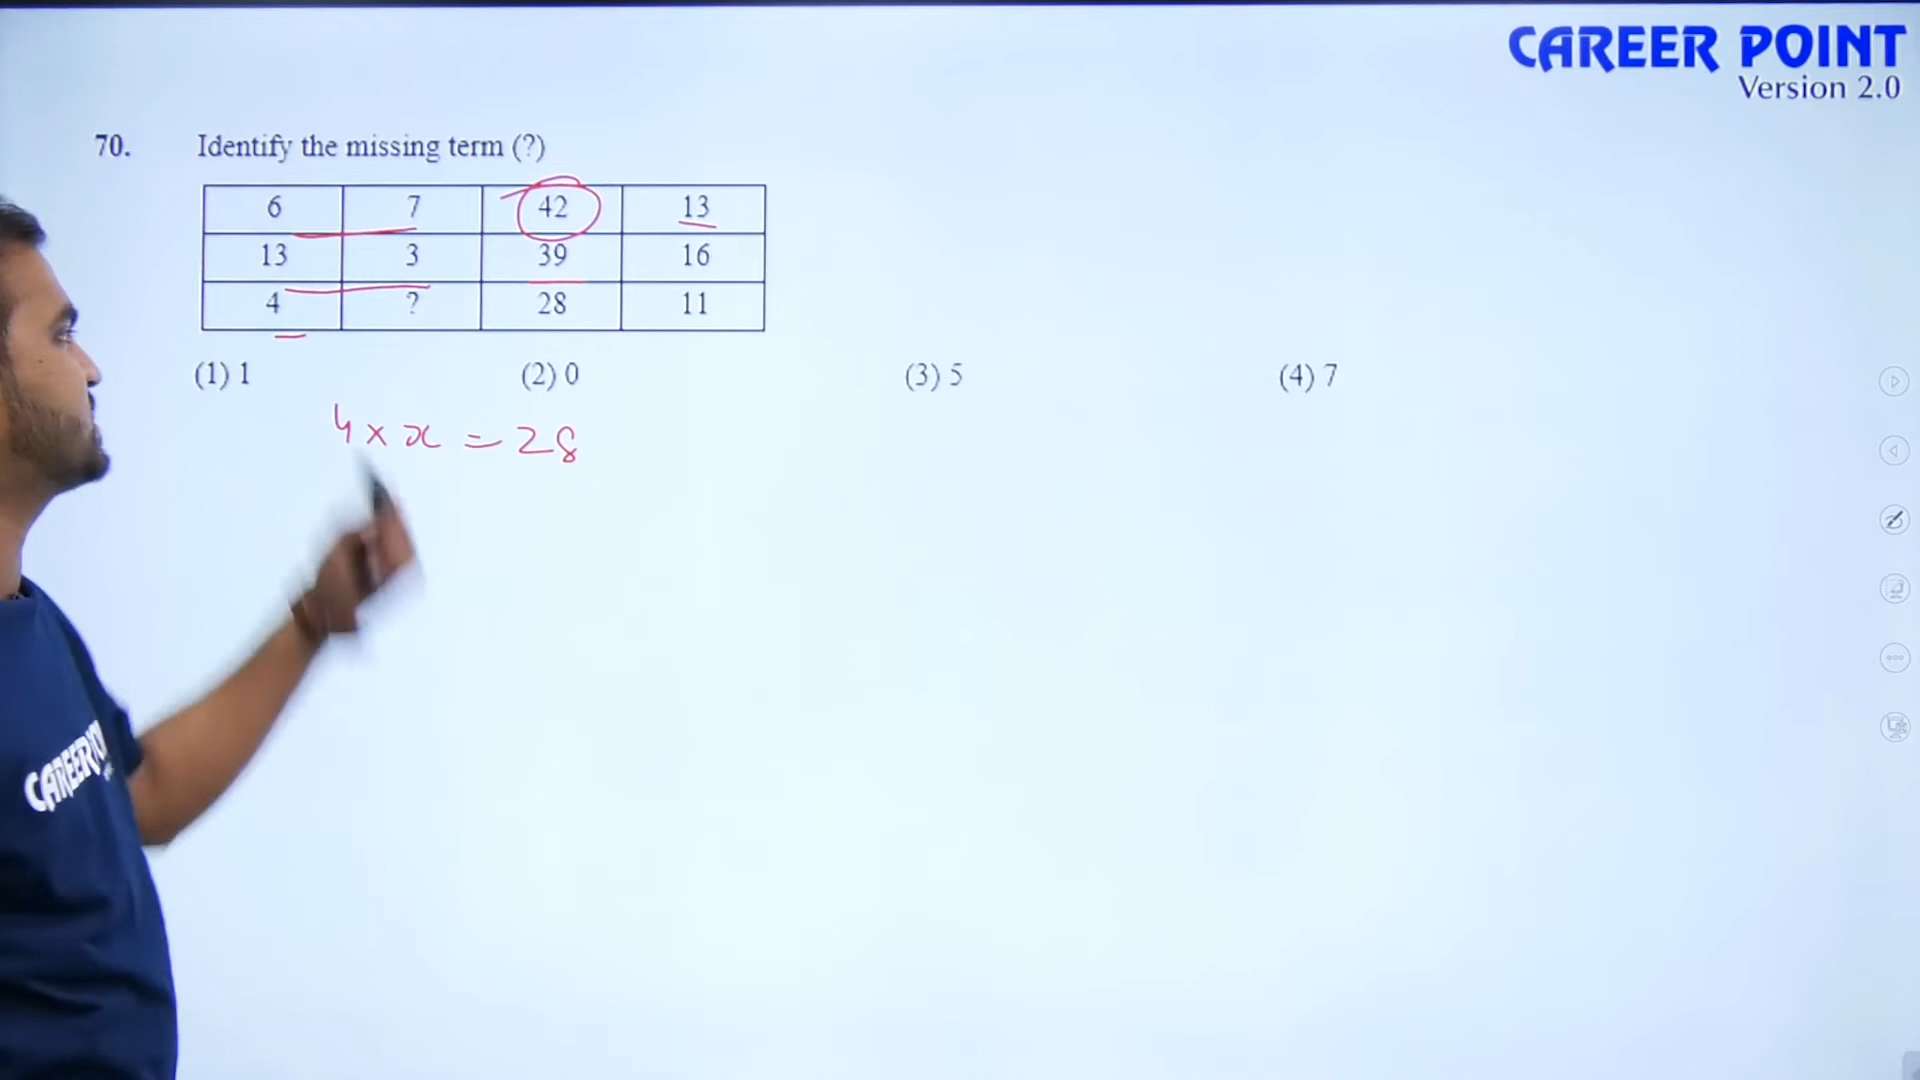 CAREER POINT
Version 2.0
70. Identify the missing term (?)
6 7 42 13
13 3 39 16
4 ? 28 11
(1) 1 (2) 0 (3) 5 (4) 7
4 × x = 28
CAREER